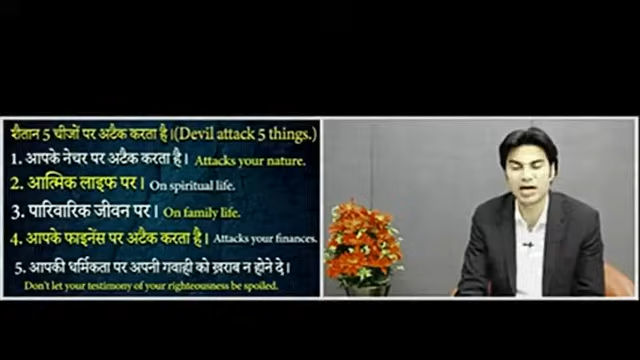 शैतान 5 चीजों पर अटैक करता है।(Devil attack 5 things.)
1. आपके नेचर पर अटैक करता है। Attacks your nature.
2. आत्मिक लाइफ पर। On spiritual life.
3. पारिवारिक जीवन पर। On family life.
4. आपके फाइनेंस पर अटैक करता है। Attacks your finances.
5. आपकी धर्मिकता पर अपनी गवाही को ख़राब न होने दे।
Don't let your testimony of your righteousness be spoiled.